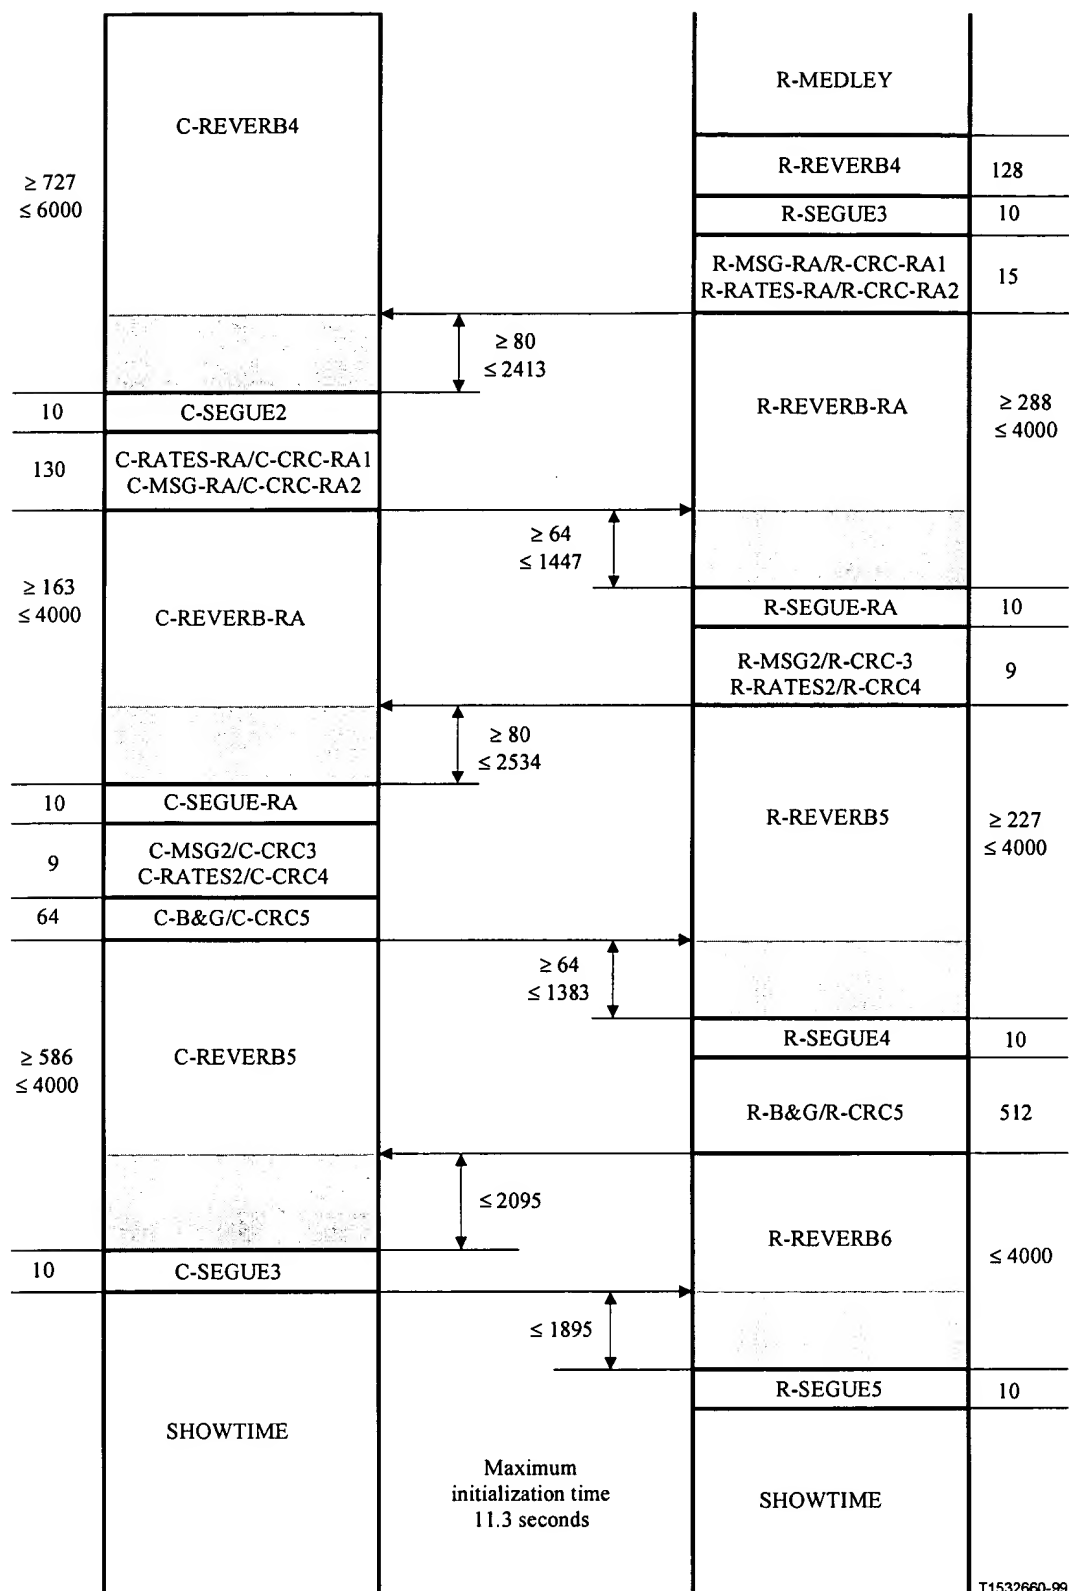 R-MEDLEY
C-REVERB4
R-REVERB4
128
≥ 727
≤ 6000
R-SEGUE3
10
R-MSG-RA/R-CRC-RA1
R-RATES-RA/R-CRC-RA2
15
≥ 80
≤ 2413
10
C-SEGUE2
R-REVERB-RA
≥ 288
≤ 4000
130
C-RATES-RA/C-CRC-RA1
C-MSG-RA/C-CRC-RA2
≥ 64
≤ 1447
≥ 163
≤ 4000
C-REVERB-RA
R-SEGUE-RA
10
R-MSG2/R-CRC-3
R-RATES2/R-CRC4
9
≥ 80
≤ 2534
10
C-SEGUE-RA
R-REVERB5
≥ 227
≤ 4000
9
C-MSG2/C-CRC3
C-RATES2/C-CRC4
64
C-B&G/C-CRC5
≥ 64
≤ 1383
R-SEGUE4
10
≥ 586
≤ 4000
C-REVERB5
R-B&G/R-CRC5
512
≤ 2095
R-REVERB6
≤ 4000
10
C-SEGUE3
≤ 1895
R-SEGUE5
10
SHOWTIME
Maximum
initialization time
11.3 seconds
SHOWTIME
T1532660-99